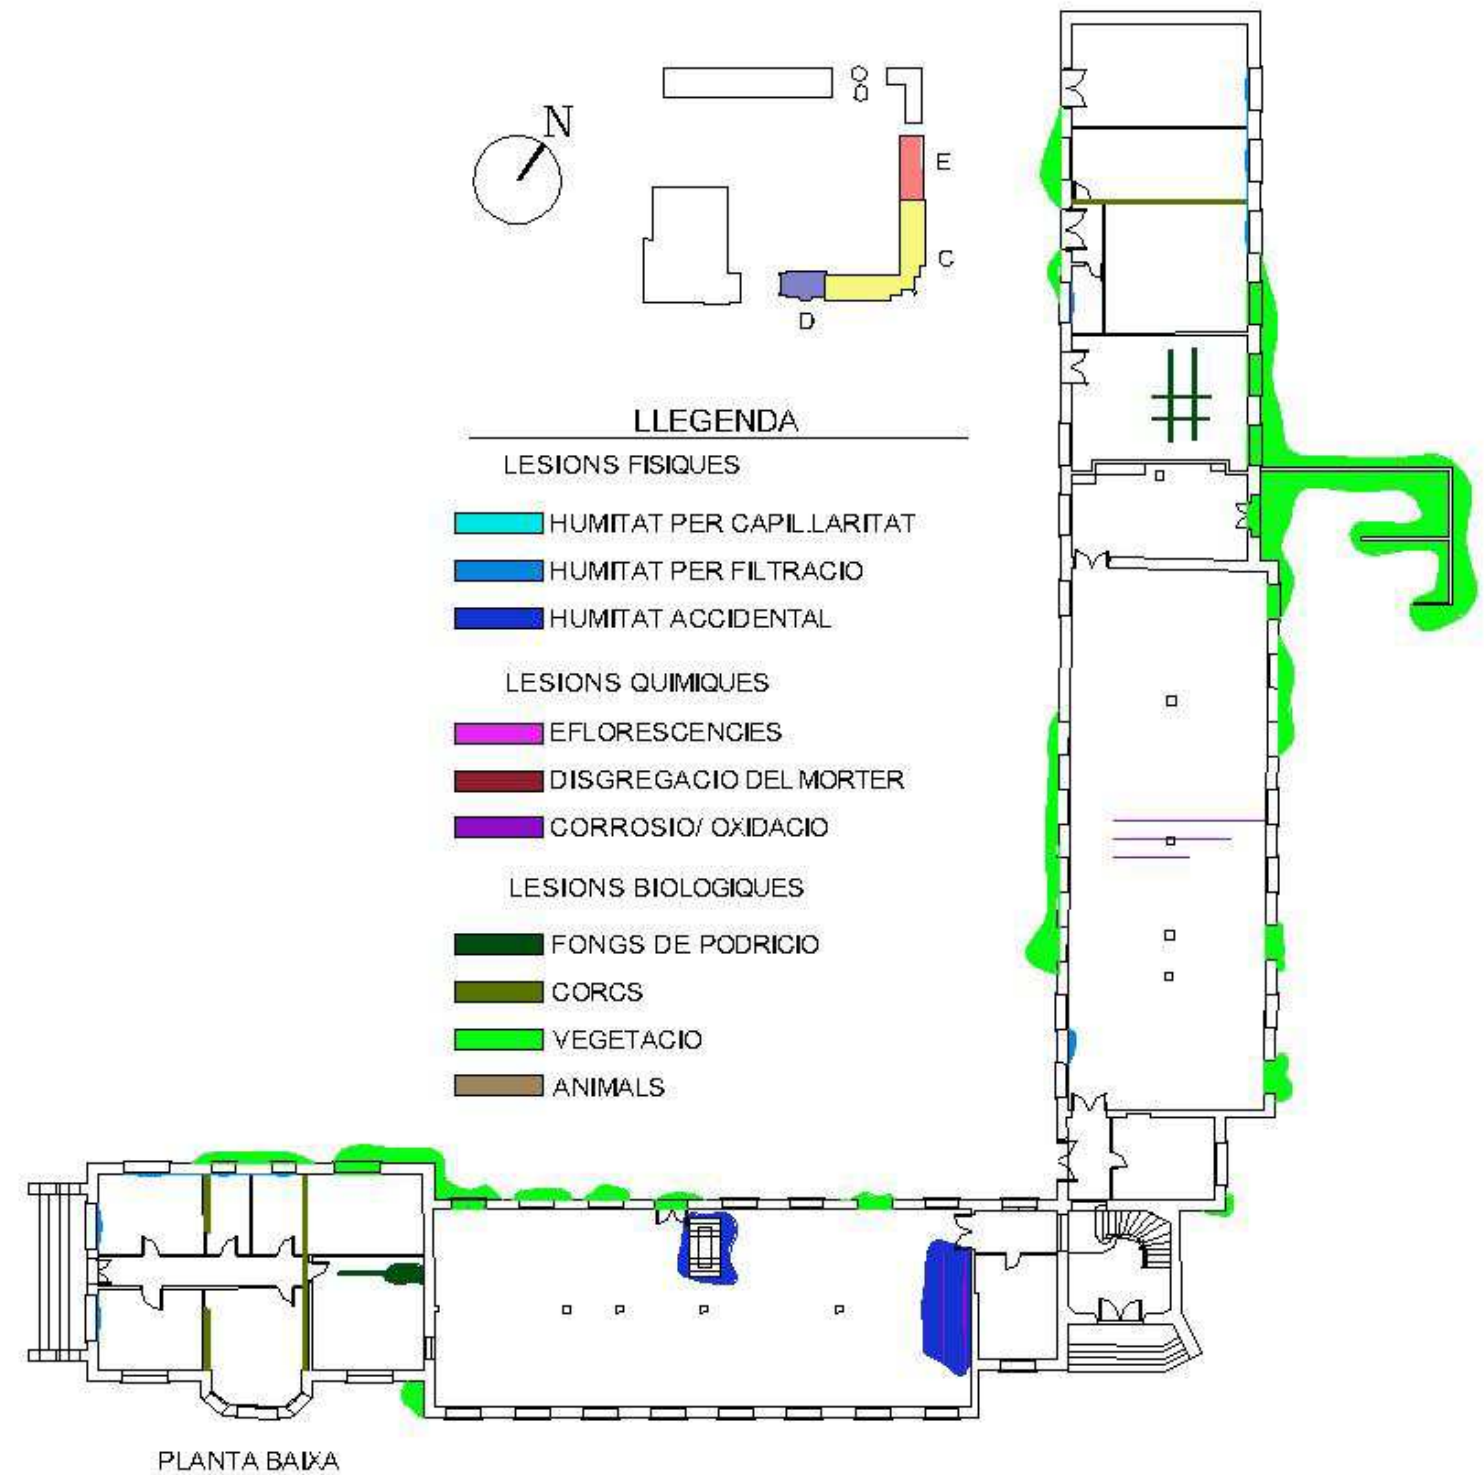 N
E
C
D
LLEGENDA
LESIONS FISIQUES
HUMITAT PER CAPIL.LARITAT
HUMITAT PER FILTRACIO
HUMITAT ACCIDENTAL
LESIONS QUIMIQUES
EFLORESCENCIES
DISGREGACIO DEL MORTER
CORROSIO/ OXIDACIO
LESIONS BIOLOGIQUES
FONGS DE PODRICIO
CORCS
VEGETACIO
ANIMALS
PLANTA BAIXA